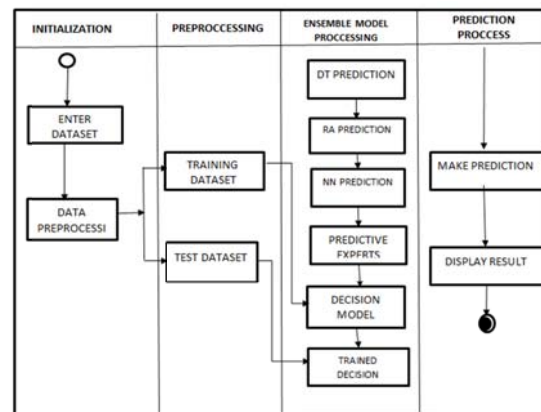 INITIALIZATION
PREPROCCESSING
ENSEMBLE MODEL
PROCCESSING
PREDICTION
PROCCESS
ENTER
DATASET
DATA
PREPROCESSI
TRAINING
DATASET
TEST DATASET
DT PREDICTION
RA PREDICTION
NN PREDICTION
PREDICTIVE
EXPERTS
DECISION
MODEL
TRAINED
DECISION
MAKE PREDICTION
DISPLAY RESULT